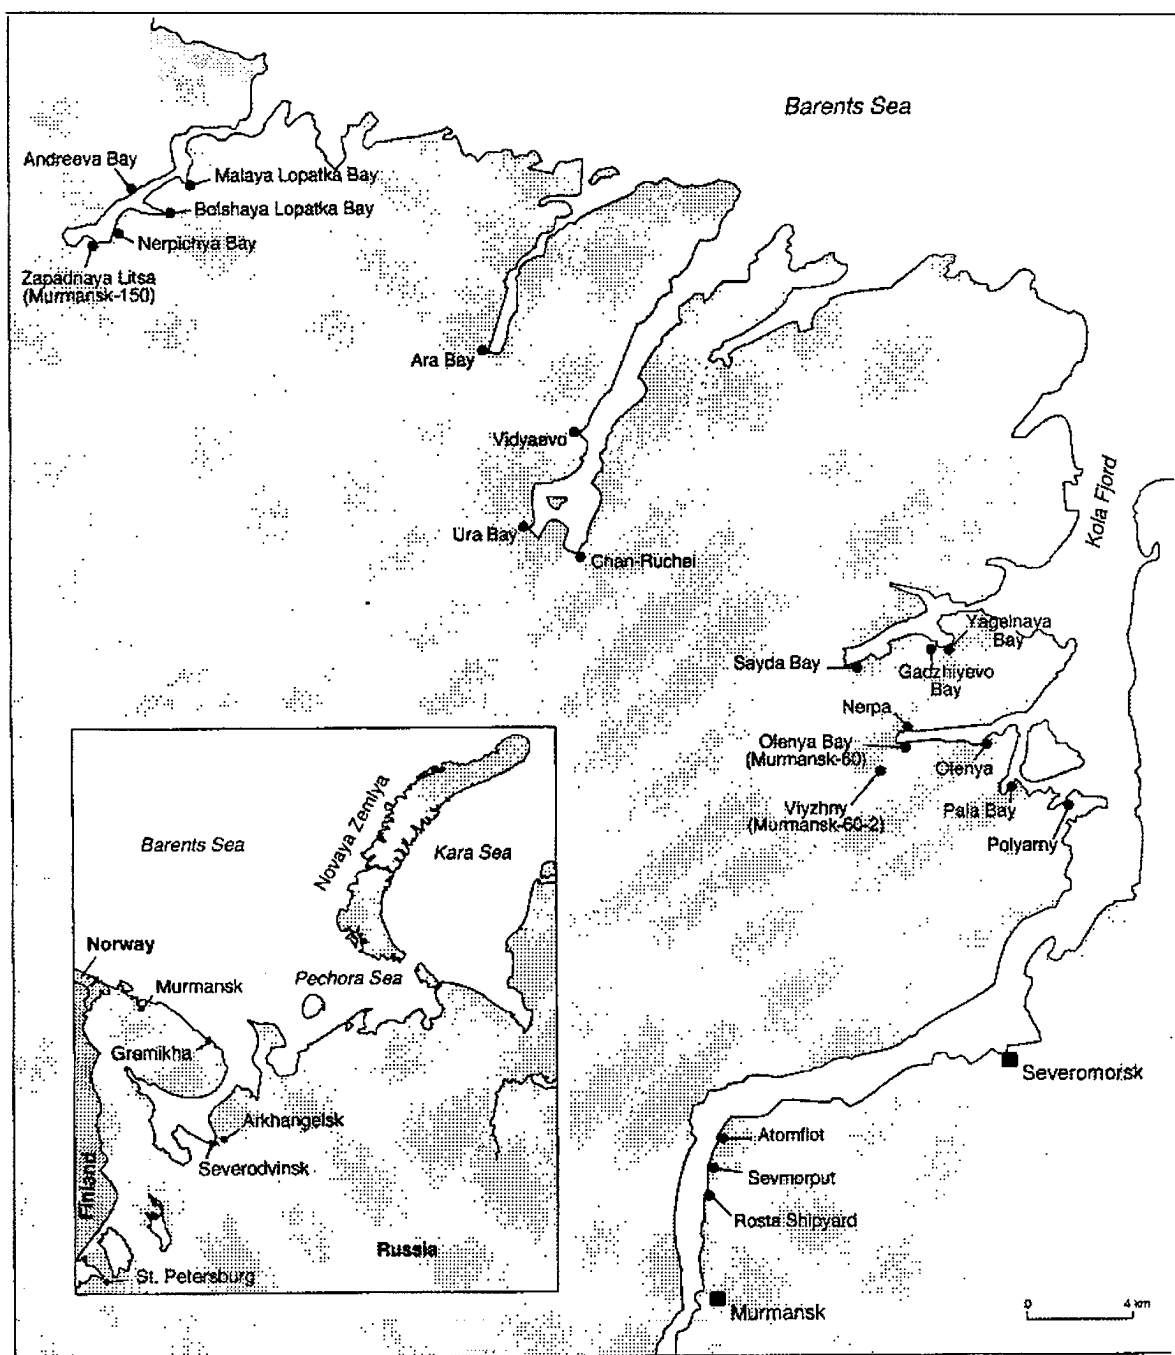 Barents Sea
Andreeva Bay
Malaya Lopatka Bay
Bolshaya Lopatka Bay
Nerpichya Bay
Zapadnaya Litsa
(Murmansk-150)
Ara Bay
Vidyaevo
Ura Bay
Chan-Ruchei
Kola Fjord
Yagelnaya
Bay
Sayda Bay
Gadzhiyevo
Bay
Nerpa
Olenya Bay
(Murmansk-60)
Olenya
Viyzhny
(Murmansk-60-2)
Pala Bay
Polyarny
Severomorsk
Atomflot
Sevmorput
Rosta Shipyard
Murmansk
0 4 km
Barents Sea
Novaya Zemlya
Kara Sea
Norway
Pechora Sea
Murmansk
Gremikha
Arkhangelsk
Severodvinsk
Finland
Russia
St. Petersburg